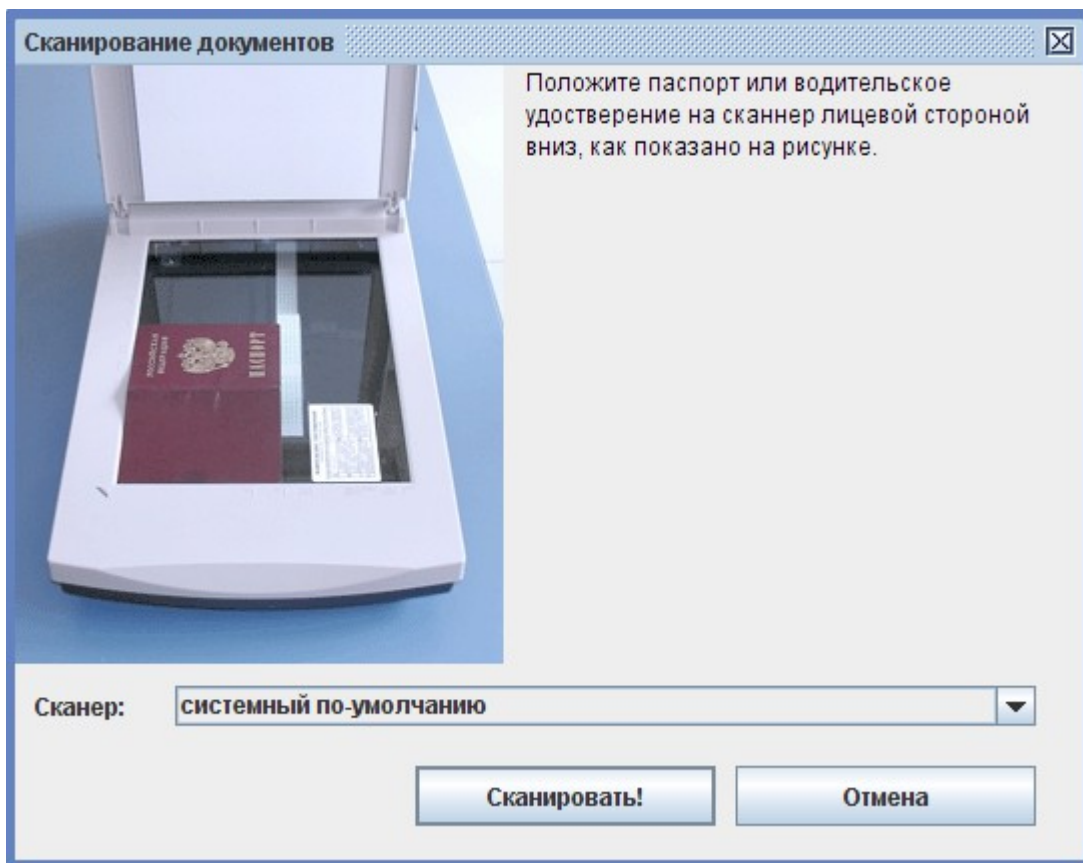 Сканирование документов
Положите паспорт или водительское
удостверение на сканнер лицевой стороной
вниз, как показано на рисунке.
ПАСПОРТ
Сканер:
системный по-умолчанию
Сканировать!
Отмена